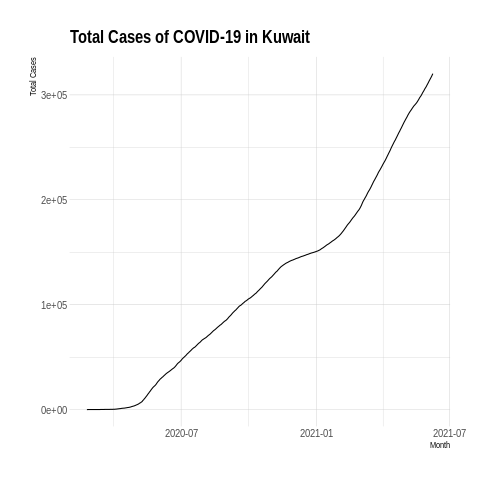 Total Cases of COVID-19 in Kuwait
Total Cases
3e+05
2e+05
1e+05
0e+00
2020-07 2021-01 2021-07
Month